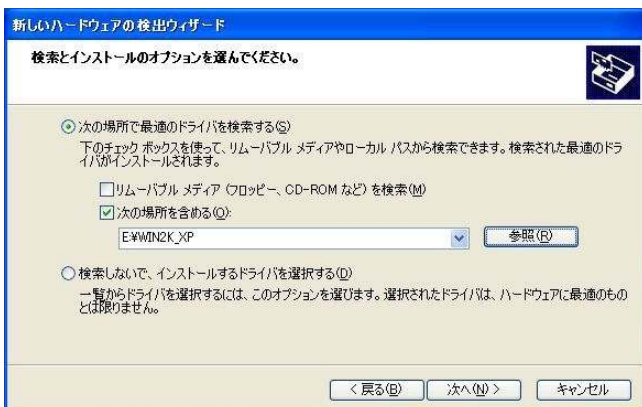 新しいハードウェアの検出ウィザード
検索とインストールのオプションを選んでください。
次の場所で最適のドライバを検索する(S)
下のチェック ボックスを使って、リムーバブル メディアやローカル パスから検索できます。検索された最適のドラ
イバがインストールされます。
リムーバブル メディア (フロッピー、CD-ROM など) を検索(M)
次の場所を含める(O):
E:¥WIN2K_XP
参照(R)
検索しないで、インストールするドライバを選択する(D)
一覧からドライバを選択するには、このオプションを選びます。選択されたドライバは、ハードウェアに最適のもの
とは限りません。
< 戻る(B)
次へ(N) >
キャンセル